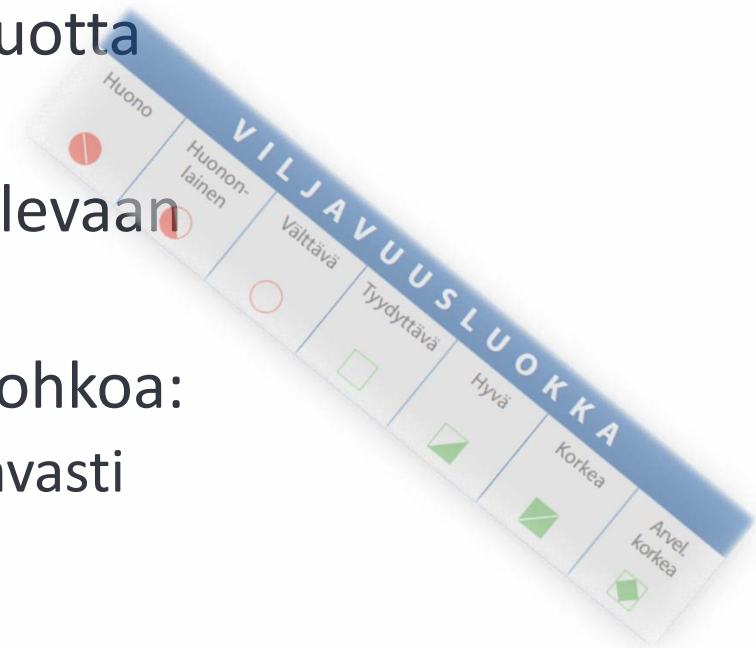 uotta
levaan
ohkoa:
vasti
VILJAVUUSLUOKKA
Huono
Huonon-
lainen
Välttävä
Tyydyttävä
Hyvä
Korkea
Arvel.
korkea